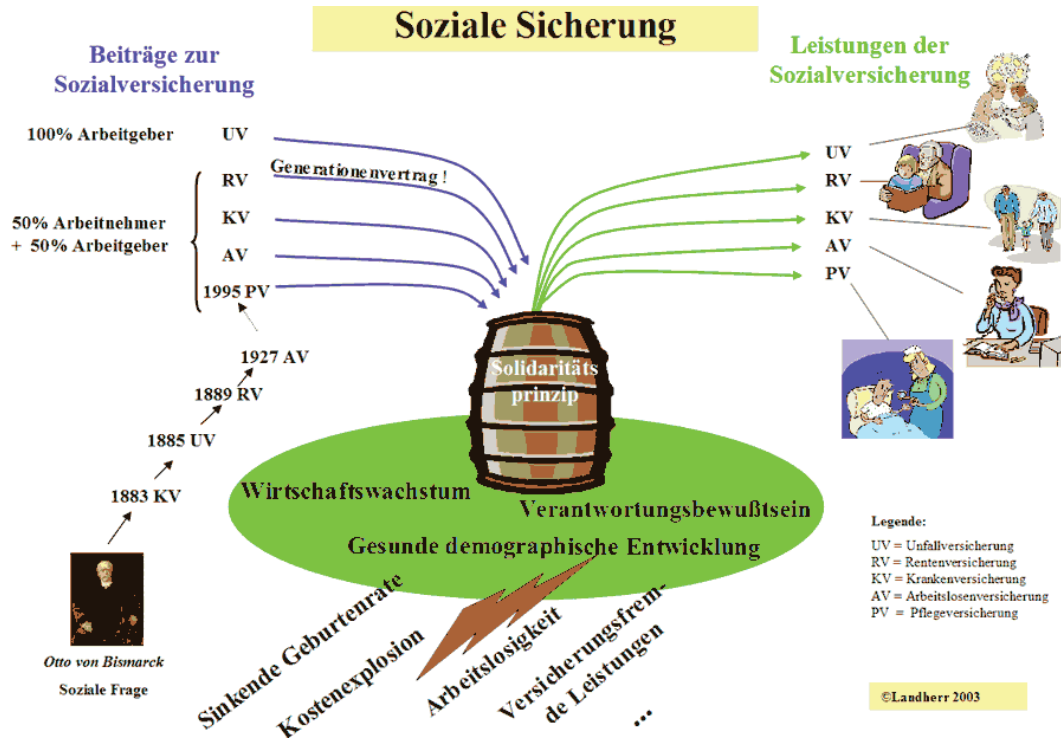 Soziale Sicherung
Beiträge zur
Sozialversicherung
100% Arbeitgeber
UV
Generationenvertrag !
RV
50% Arbeitnehmer
+ 50% Arbeitgeber
KV
AV
1995 PV
1927 AV
1889 RV
1885 UV
1883 KV
Otto von Bismarck
Soziale Frage
Leistungen der
Sozialversicherung
UV
RV
KV
AV
PV
Solidaritäts
prinzip
Wirtschaftswachstum
Verantwortungsbewußtsein
Gesunde demographische Entwicklung
Sinkende Geburtenrate
Kostenexplosion
Arbeitslosigkeit
Versicherungsfrem-
de Leistungen
...
Legende:
UV = Unfallversicherung
RV = Rentenversicherung
KV = Krankenversicherung
AV = Arbeitslosenversicherung
PV = Pflegeversicherung
©Landherr 2003